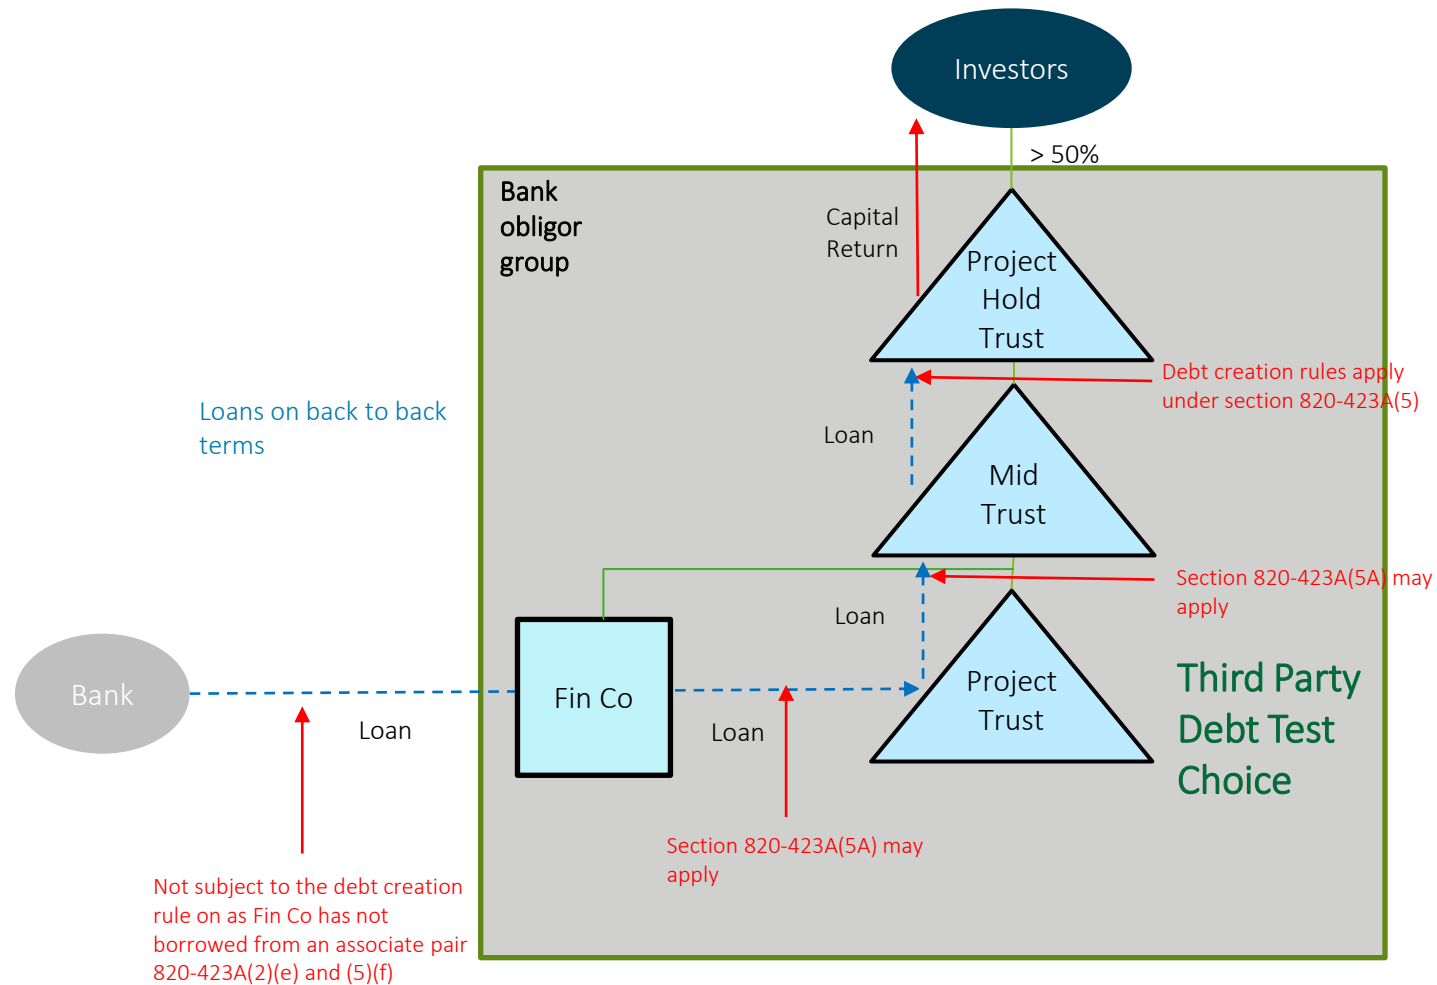 Investors
> 50%
Bank
obligor
group
Capital
Return
Project
Hold
Trust
Debt creation rules apply
under section 820-423A(5)
Loans on back to back
terms
Loan
Mid
Trust
Section 820-423A(5A) may
apply
Loan
Bank
Loan
Fin Co
Loan
Project
Trust
Third Party
Debt Test
Choice
Section 820-423A(5A) may
apply
Not subject to the debt creation
rule on as Fin Co has not
borrowed from an associate pair
820-423A(2)(e) and (5)(f)